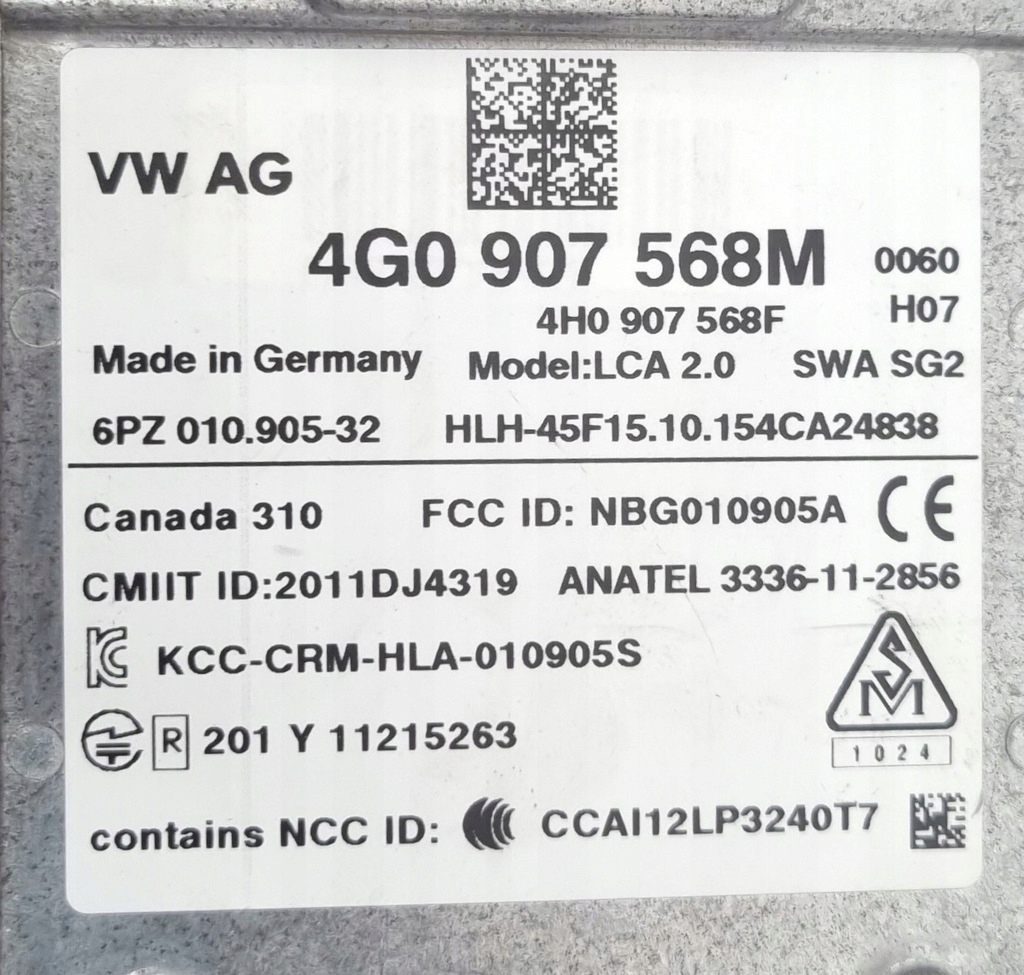 VW AG
4G0 907 568M 0060
4H0 907 568F H07
Made in Germany Model:LCA 2.0 SWA SG2
6PZ 010.905-32 HLH-45F15.10.154CA24838
Canada 310 FCC ID: NBG010905A CE
CMIIT ID:2011DJ4319 ANATEL 3336-11-2856
KC KCC-CRM-HLA-010905S
SM
R 201 Y 11215263
1024
contains NCC ID: CCAI12LP3240T7